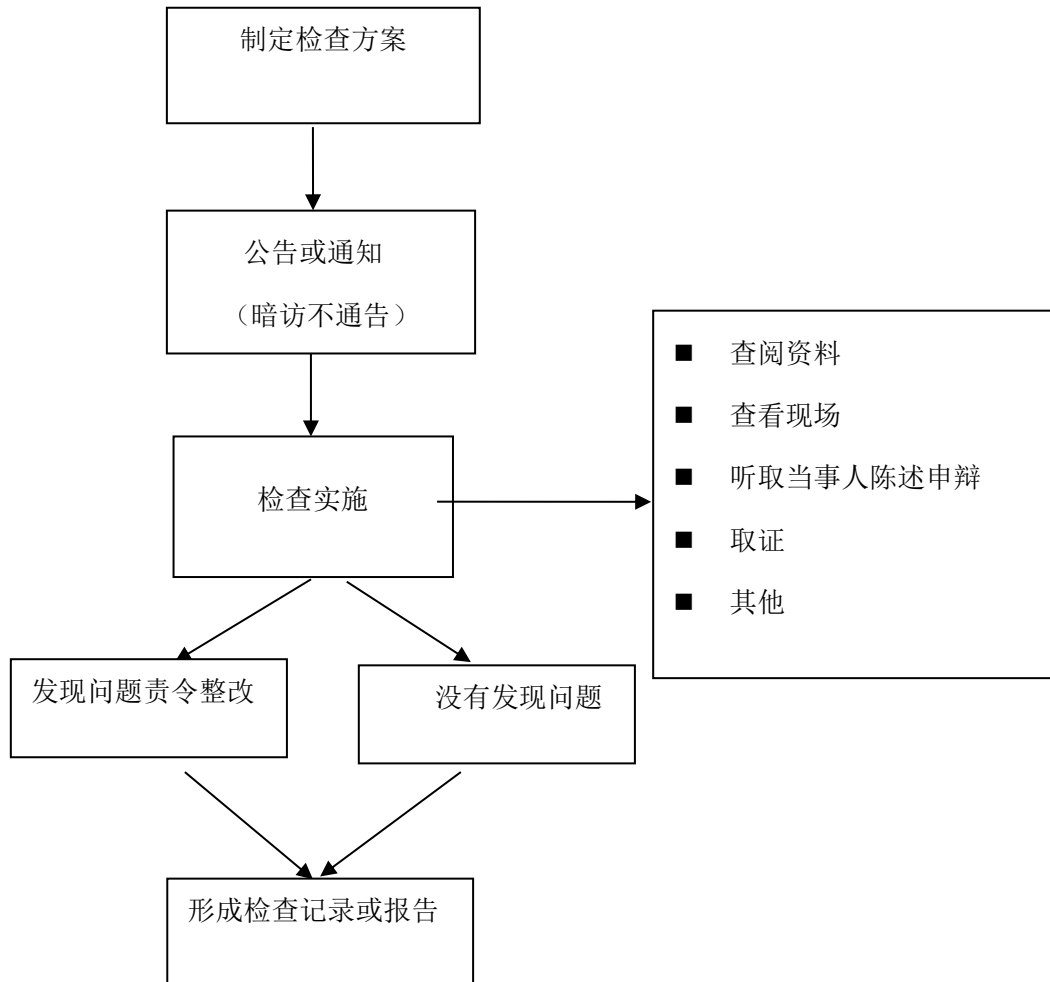 制定检查方案
公告或通知
（暗访不通告）
检查实施
■ 查阅资料
■ 查看现场
■ 听取当事人陈述申辩
■ 取证
■ 其他
发现问题责令整改
没有发现问题
形成检查记录或报告